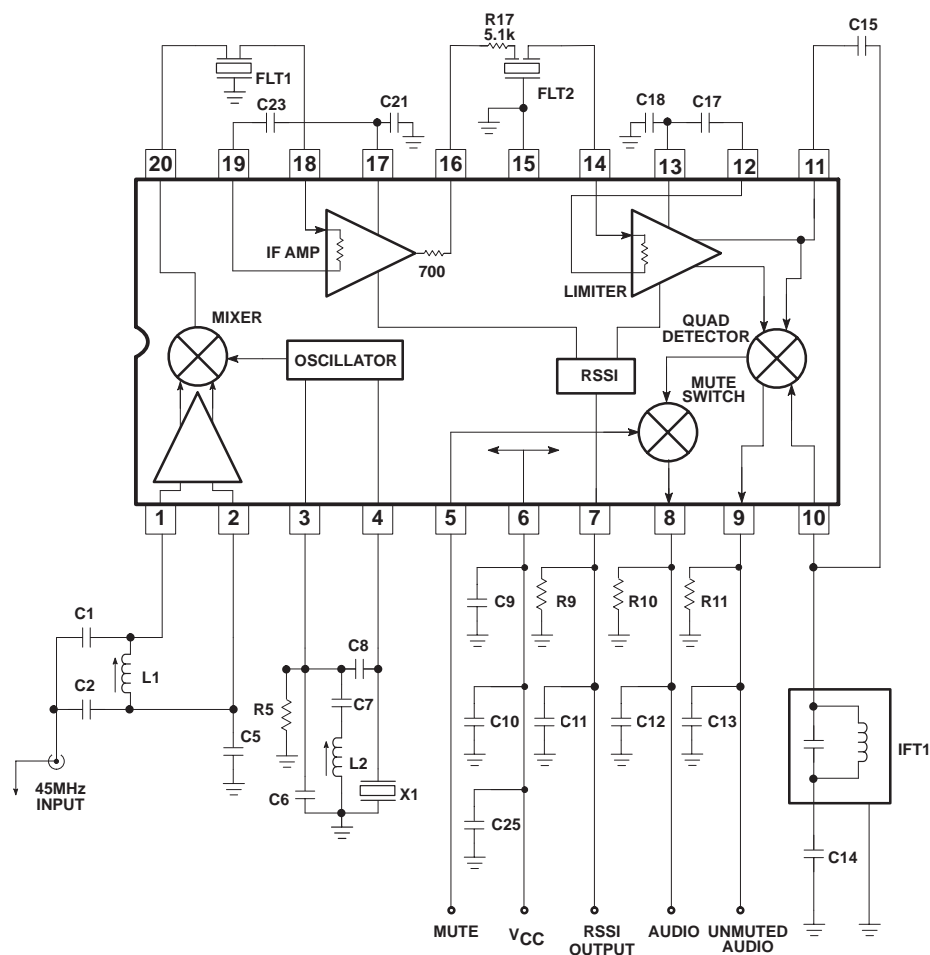 R17
5.1k
C15
FLT1
FLT2
C23
C21
C18
C17
20
19
18
17
16
15
14
13
12
11
IF AMP
700
LIMITER
MIXER
OSCILLATOR
RSSI
QUAD
DETECTOR
MUTE
SWITCH
1
2
3
4
5
6
7
8
9
10
C1
C2
L1
C5
45MHz
INPUT
R5
C6
C7
C8
L2
X1
C9
R9
R10
R11
C10
C11
C12
C13
C25
IFT1
C14
MUTE
VCC
RSSI
OUTPUT
AUDIO
UNMUTED
AUDIO